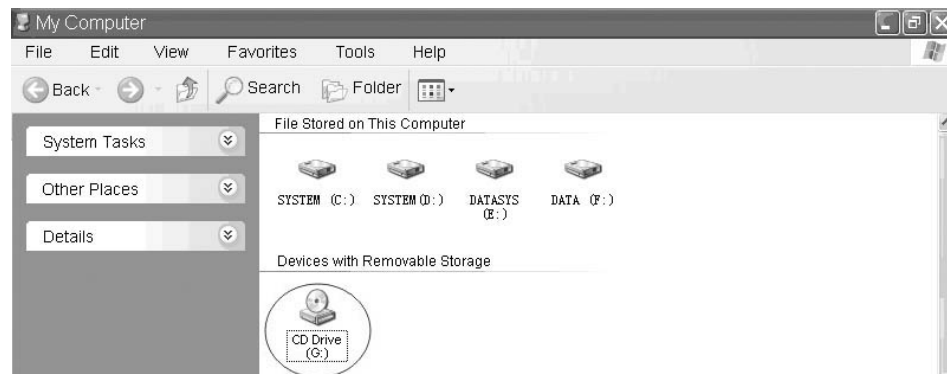 My Computer
File Edit View Favorites Tools Help
Back Search Folder
File Stored on This Computer
System Tasks
Other Places
SYSTEM (C:) SYSTEM(D:) DATASYS (E:) DATA (F:)
Details
Devices with Removable Storage
CD Drive
(G:)